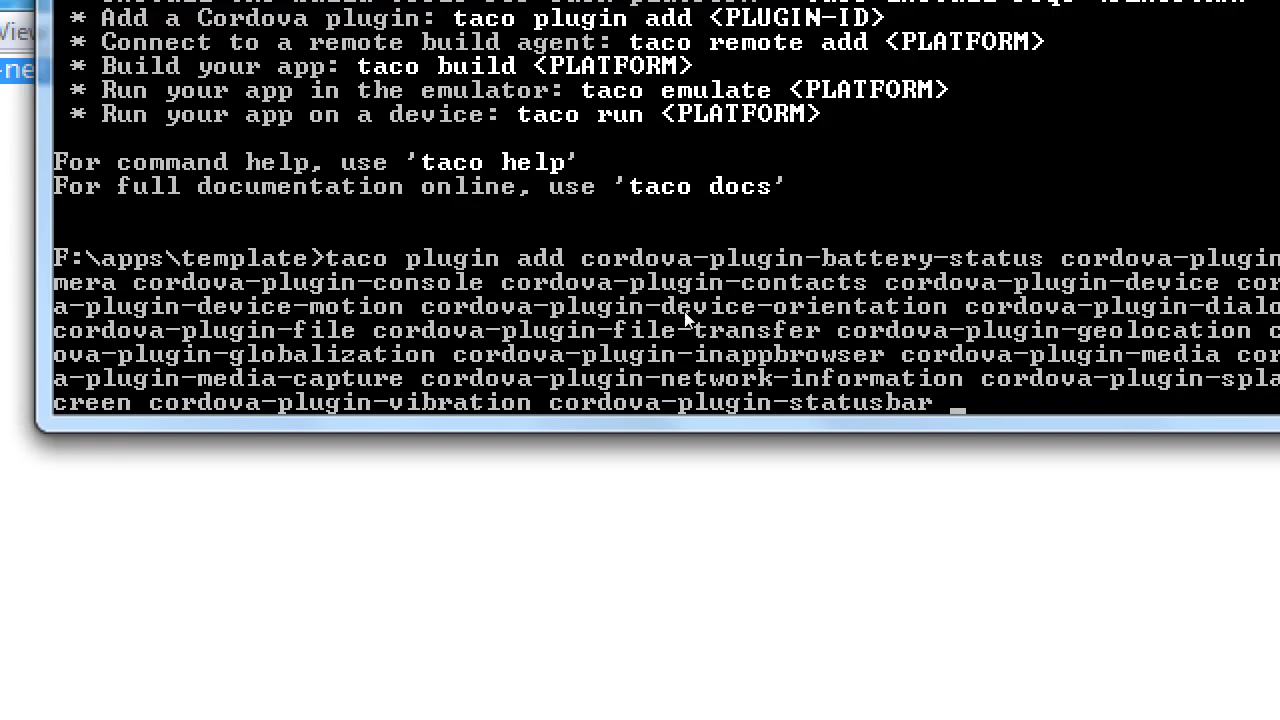 View
-ne
* Add a Cordova plugin: taco plugin add <PLUGIN-ID>
* Connect to a remote build agent: taco remote add <PLATFORM>
* Build your app: taco build <PLATFORM>
* Run your app in the emulator: taco emulate <PLATFORM>
* Run your app on a device: taco run <PLATFORM>
For command help, use 'taco help'
For full documentation online, use 'taco docs'
F:\apps\template>taco plugin add cordova-plugin-battery-status cordova-plugin
mera cordova-plugin-console cordova-plugin-contacts cordova-plugin-device cor
a-plugin-device-motion cordova-plugin-device-orientation cordova-plugin-dialo
cordova-plugin-file cordova-plugin-file-transfer cordova-plugin-geolocation c
ova-plugin-globalization cordova-plugin-inappbrowser cordova-plugin-media cor
a-plugin-media-capture cordova-plugin-network-information cordova-plugin-spla
creen cordova-plugin-vibration cordova-plugin-statusbar _